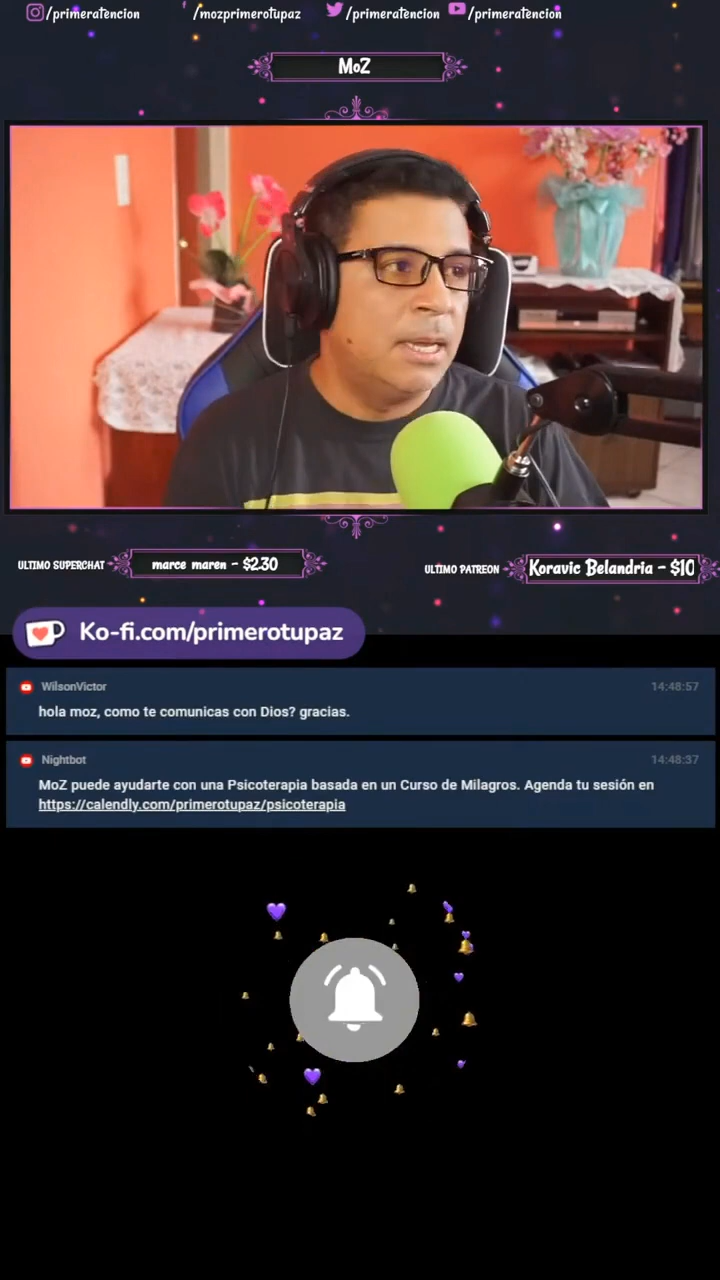 /primeratencion
/mozprimerotupaz
/primeratencion
/primeratencion
MoZ
ULTIMO SUPERCHAT
marce maren - $2.30
ULTIMO PATREON
Koravic Belandria - $10
Ko-fi.com/primerotupaz
WilsonVictor
14:48:57
hola moz, como te comunicas con Dios? gracias.
Nightbot
14:48:37
MoZ puede ayudarte con una Psicoterapia basada en un Curso de Milagros. Agenda tu sesión en
https://calendly.com/primerotupaz/psicoterapia